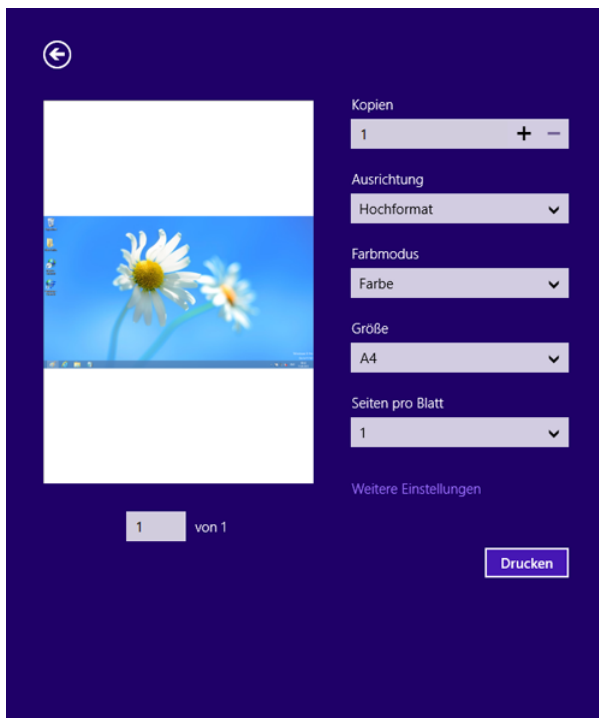 Kopien
1
Ausrichtung
Hochformat
Farbmodus
Farbe
Größe
A4
Seiten pro Blatt
1
Weitere Einstellungen
1 von 1
Drucken